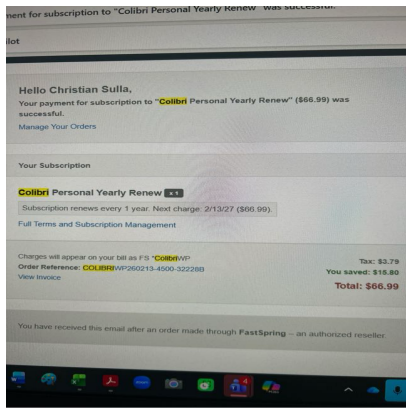 ment for subscription to "Colibri Personal Yearly Renew" was successful.
ilot
Hello Christian Sulla,
Your payment for subscription to "Colibri Personal Yearly Renew" ($66.99) was
successful.
Manage Your Orders
Your Subscription
Colibri Personal Yearly Renew x 1
Subscription renews every 1 year. Next charge: 2/13/27 ($66.99).
Full Terms and Subscription Management
Charges will appear on your bill as FS *ColibriWP
Order Reference: COLIBRIWP260213-4500-32226B
View Invoice
Tax: $3.79
You saved: $15.80
Total: $66.99
You have received this email after an order made through FastSpring – an authorized reseller.
4